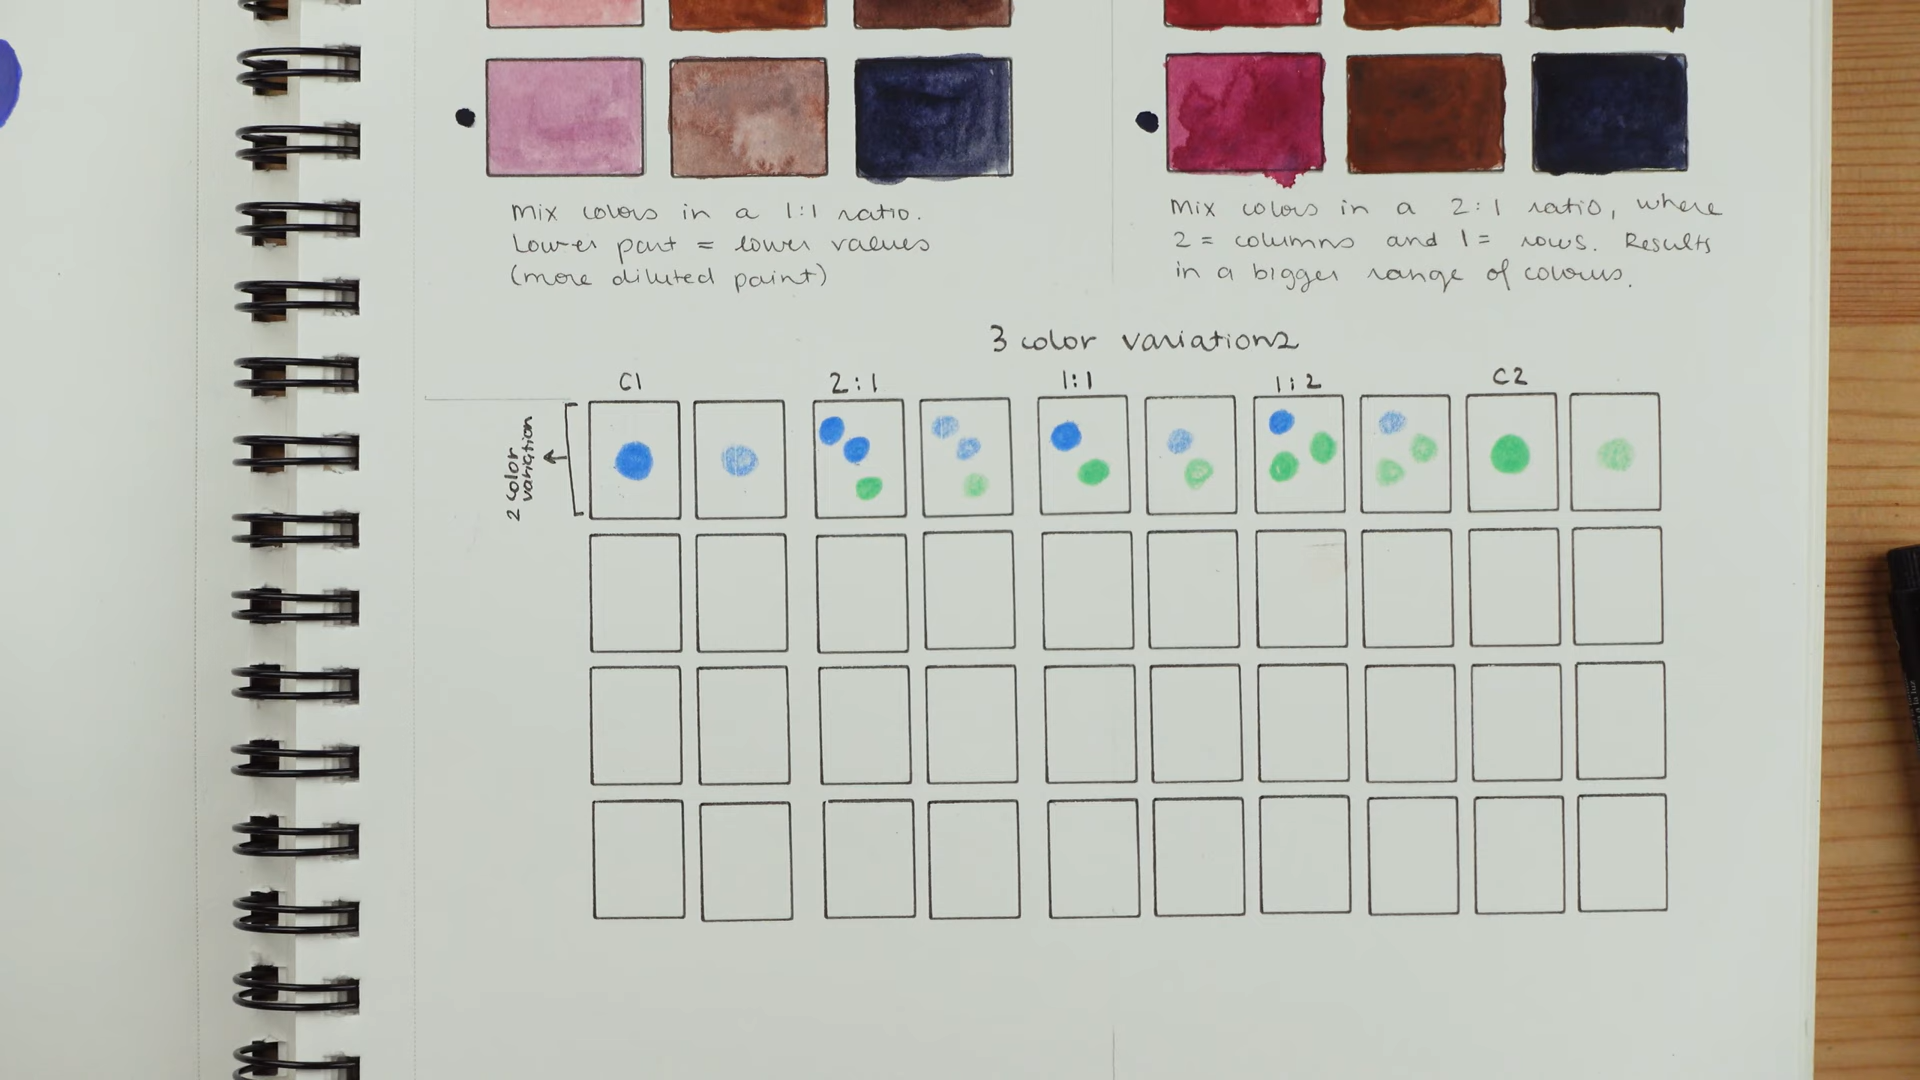 Mix colors in a 1:1 ratio.
Lower part = lower values
(more diluted paint)
Mix colors in a 2:1 ratio, where
2 = columns and 1 = rows. Results
in a bigger range of colours.
3 color variations
C1 2:1 1:1 1:2 C2
2 color
variation